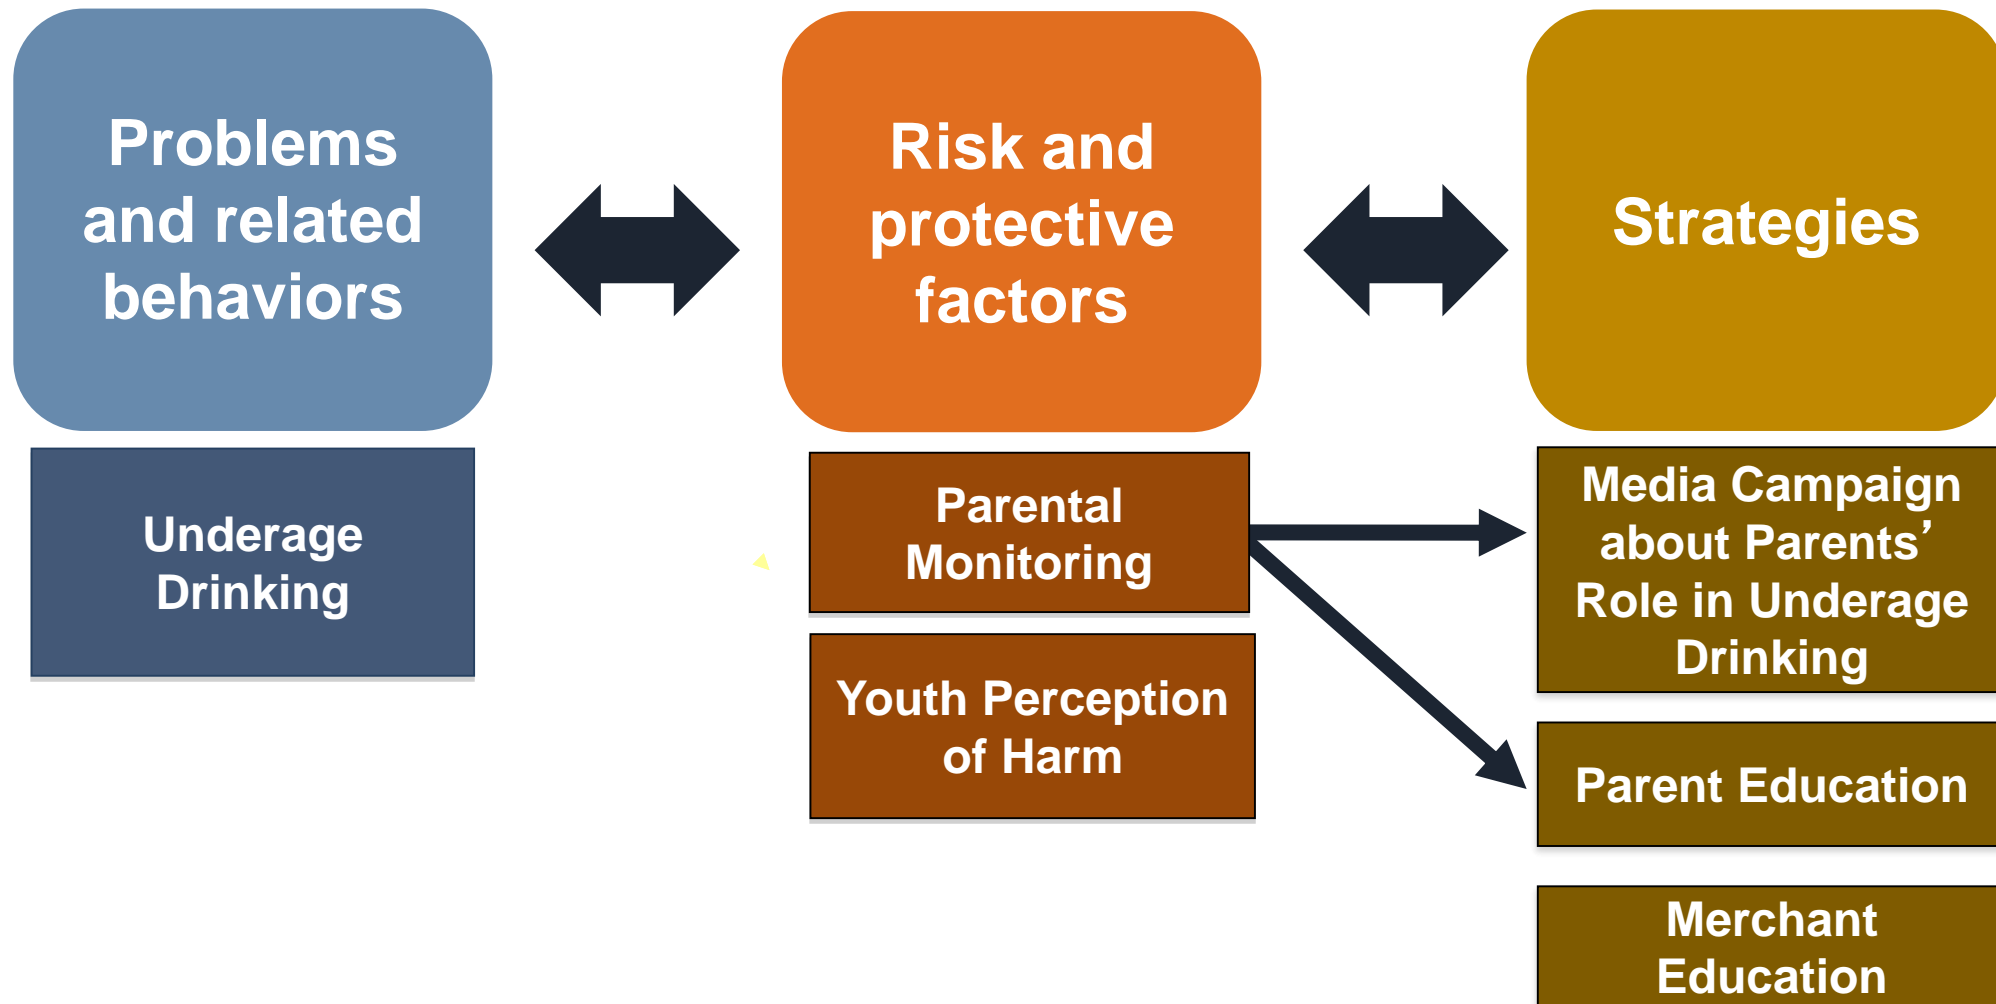 Problems
and related
behaviors
Risk and
protective
factors
Strategies
Underage
Drinking
Parental
Monitoring
Youth Perception
of Harm
Media Campaign
about Parents’
Role in Underage
Drinking
Parent Education
Merchant
Education